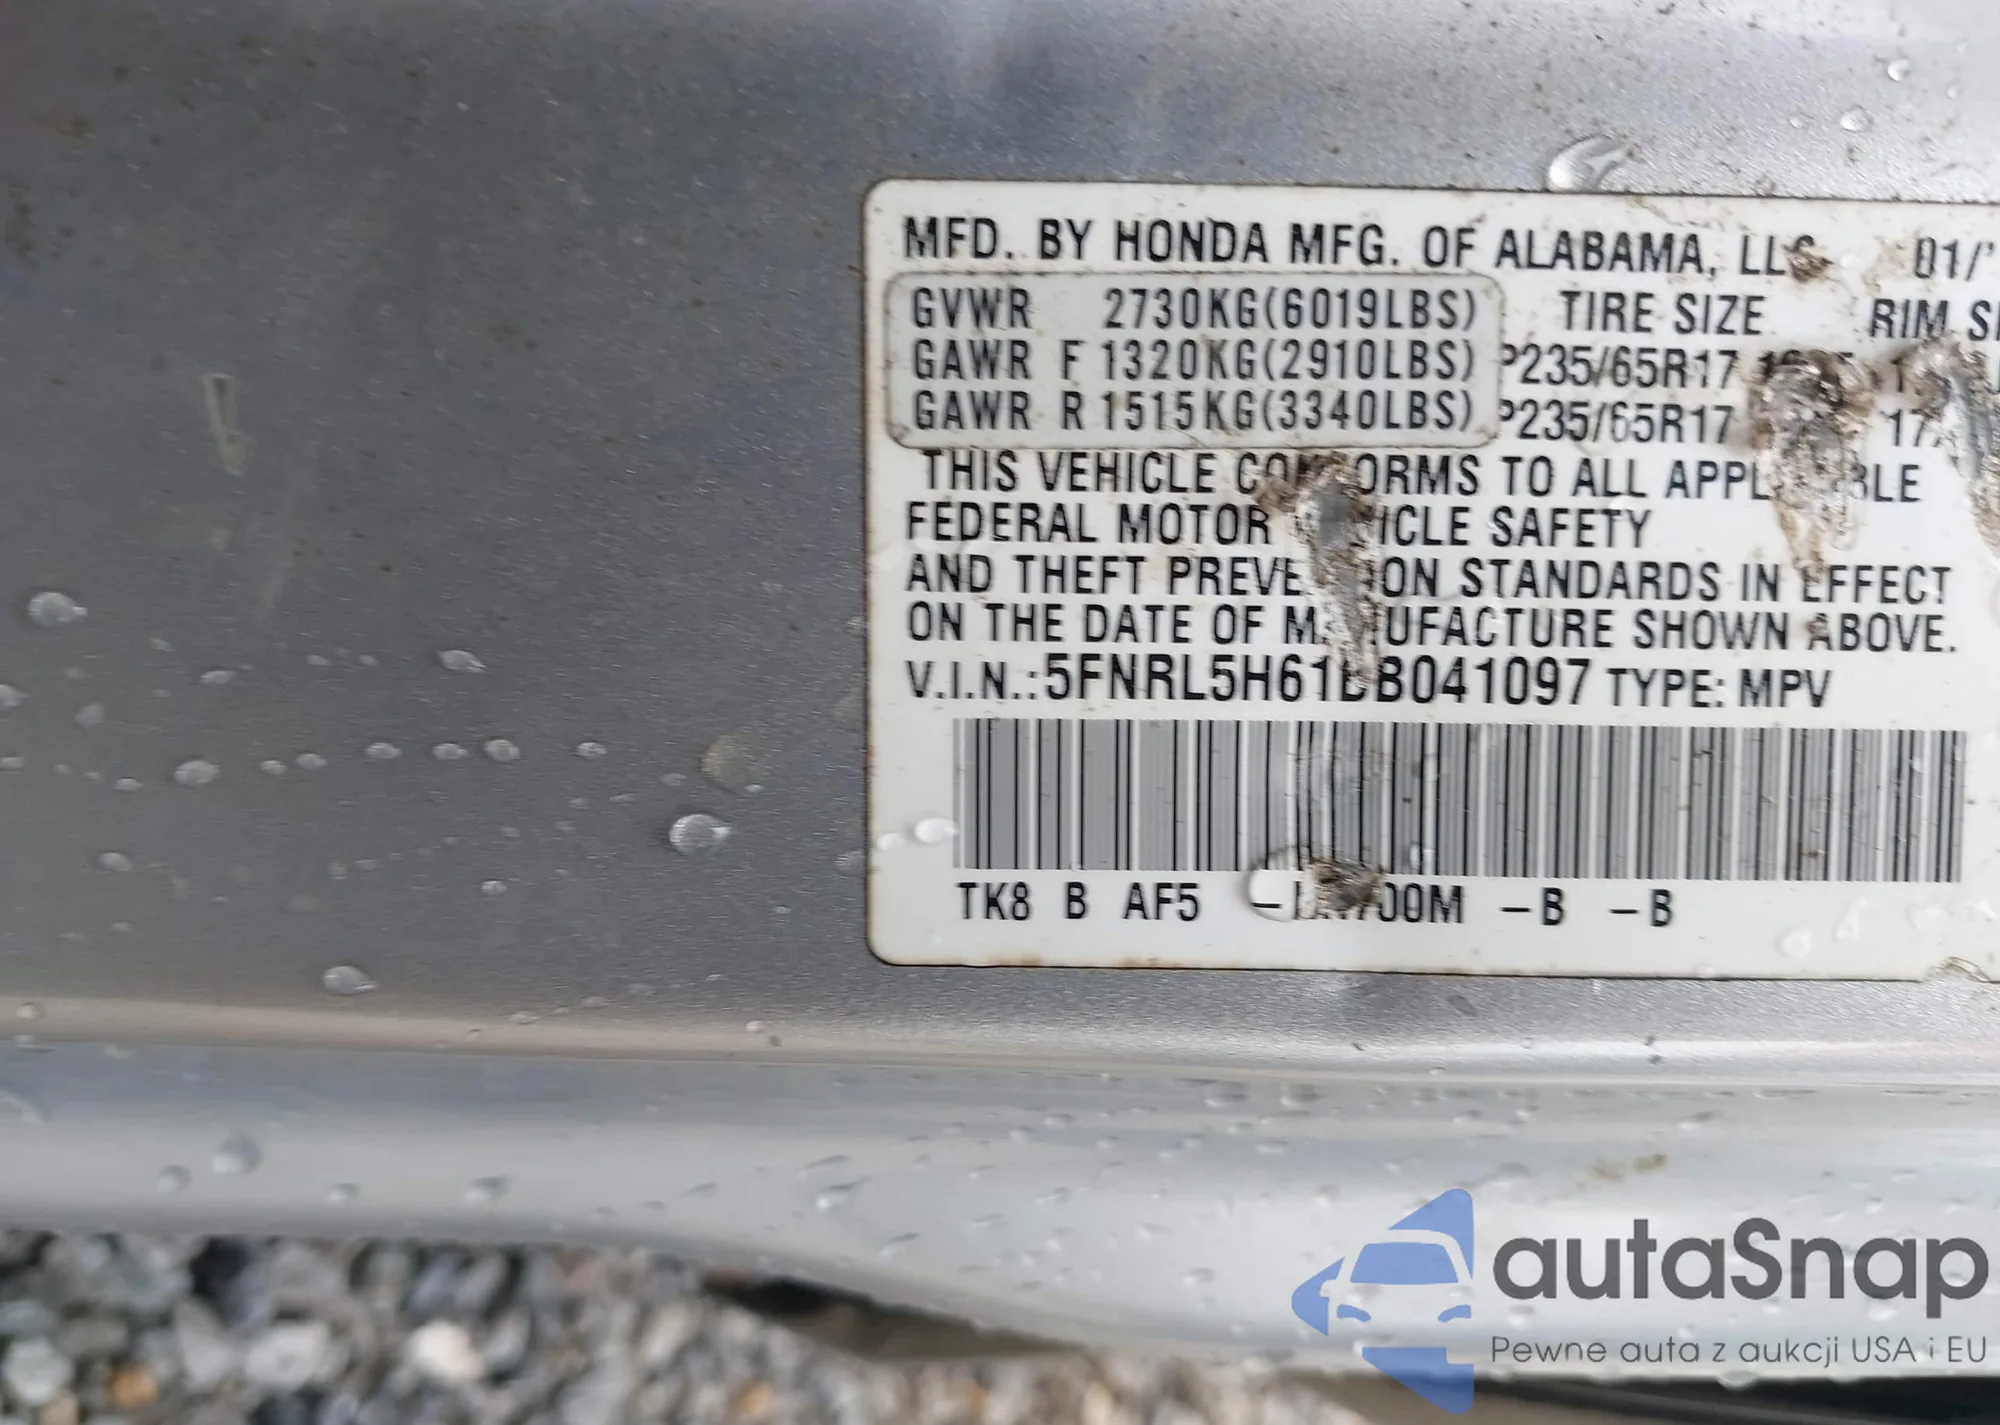 MFD. BY HONDA MFG. OF ALABAMA, LLC 01/
GVWR 2730KG(6019LBS) TIRE SIZE RIM
GAWR F 1320KG(2910LBS) P235/65R17
GAWR R 1515KG(3340LBS) P235/65R17
THIS VEHICLE CONFORMS TO ALL APPLICABLE
FEDERAL MOTOR VEHICLE SAFETY
AND THEFT PREVENTION STANDARDS IN EFFECT
ON THE DATE OF MANUFACTURE SHOWN ABOVE.
V.I.N.: TYPE: MPV
TK8 B AF5 -B -B
autaSnap
Pewne auta z aukcji USA i EU